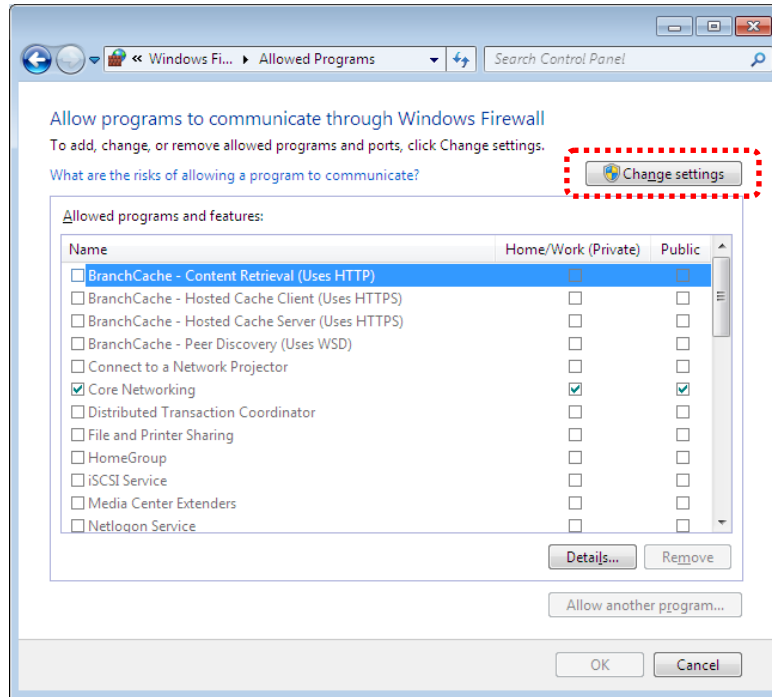 « Windows Fi... ▸ Allowed Programs
Search Control Panel
Allow programs to communicate through Windows Firewall
To add, change, or remove allowed programs and ports, click Change settings.
What are the risks of allowing a program to communicate?
Change settings
Allowed programs and features:
Name Home/Work (Private) Public
BranchCache - Content Retrieval (Uses HTTP)
BranchCache - Hosted Cache Client (Uses HTTPS)
BranchCache - Hosted Cache Server (Uses HTTPS)
BranchCache - Peer Discovery (Uses WSD)
Connect to a Network Projector
Core Networking
Distributed Transaction Coordinator
File and Printer Sharing
HomeGroup
iSCSI Service
Media Center Extenders
Netlogon Service
Details... Remove
Allow another program...
OK Cancel